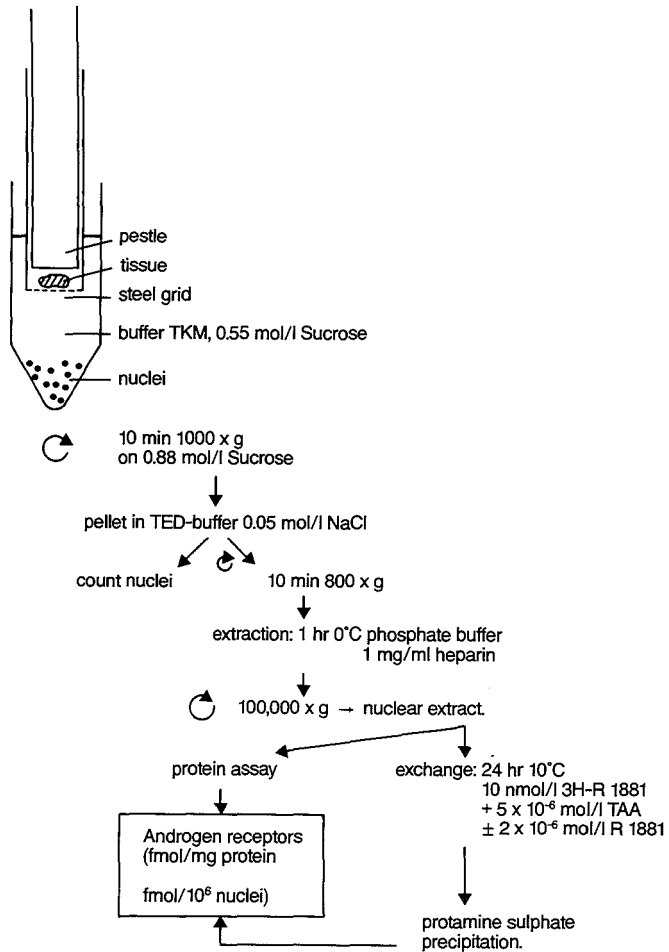 pestle
tissue
steel grid
buffer TKM, 0.55 mol/l Sucrose
nuclei
10 min 1000 x g
on 0.88 mol/l Sucrose
pellet in TED-buffer 0.05 mol/l NaCl
count nuclei
10 min 800 x g
extraction: 1 hr 0°C phosphate buffer
1 mg/ml heparin
100,000 x g → nuclear extract.
protein assay
exchange: 24 hr 10°C
10 nmol/l 3H-R 1881
+ 5 x 10⁻⁶ mol/l TAA
± 2 x 10⁻⁶ mol/l R 1881
Androgen receptors
(fmol/mg protein
fmol/10⁶ nuclei)
protamine sulphate
precipitation.